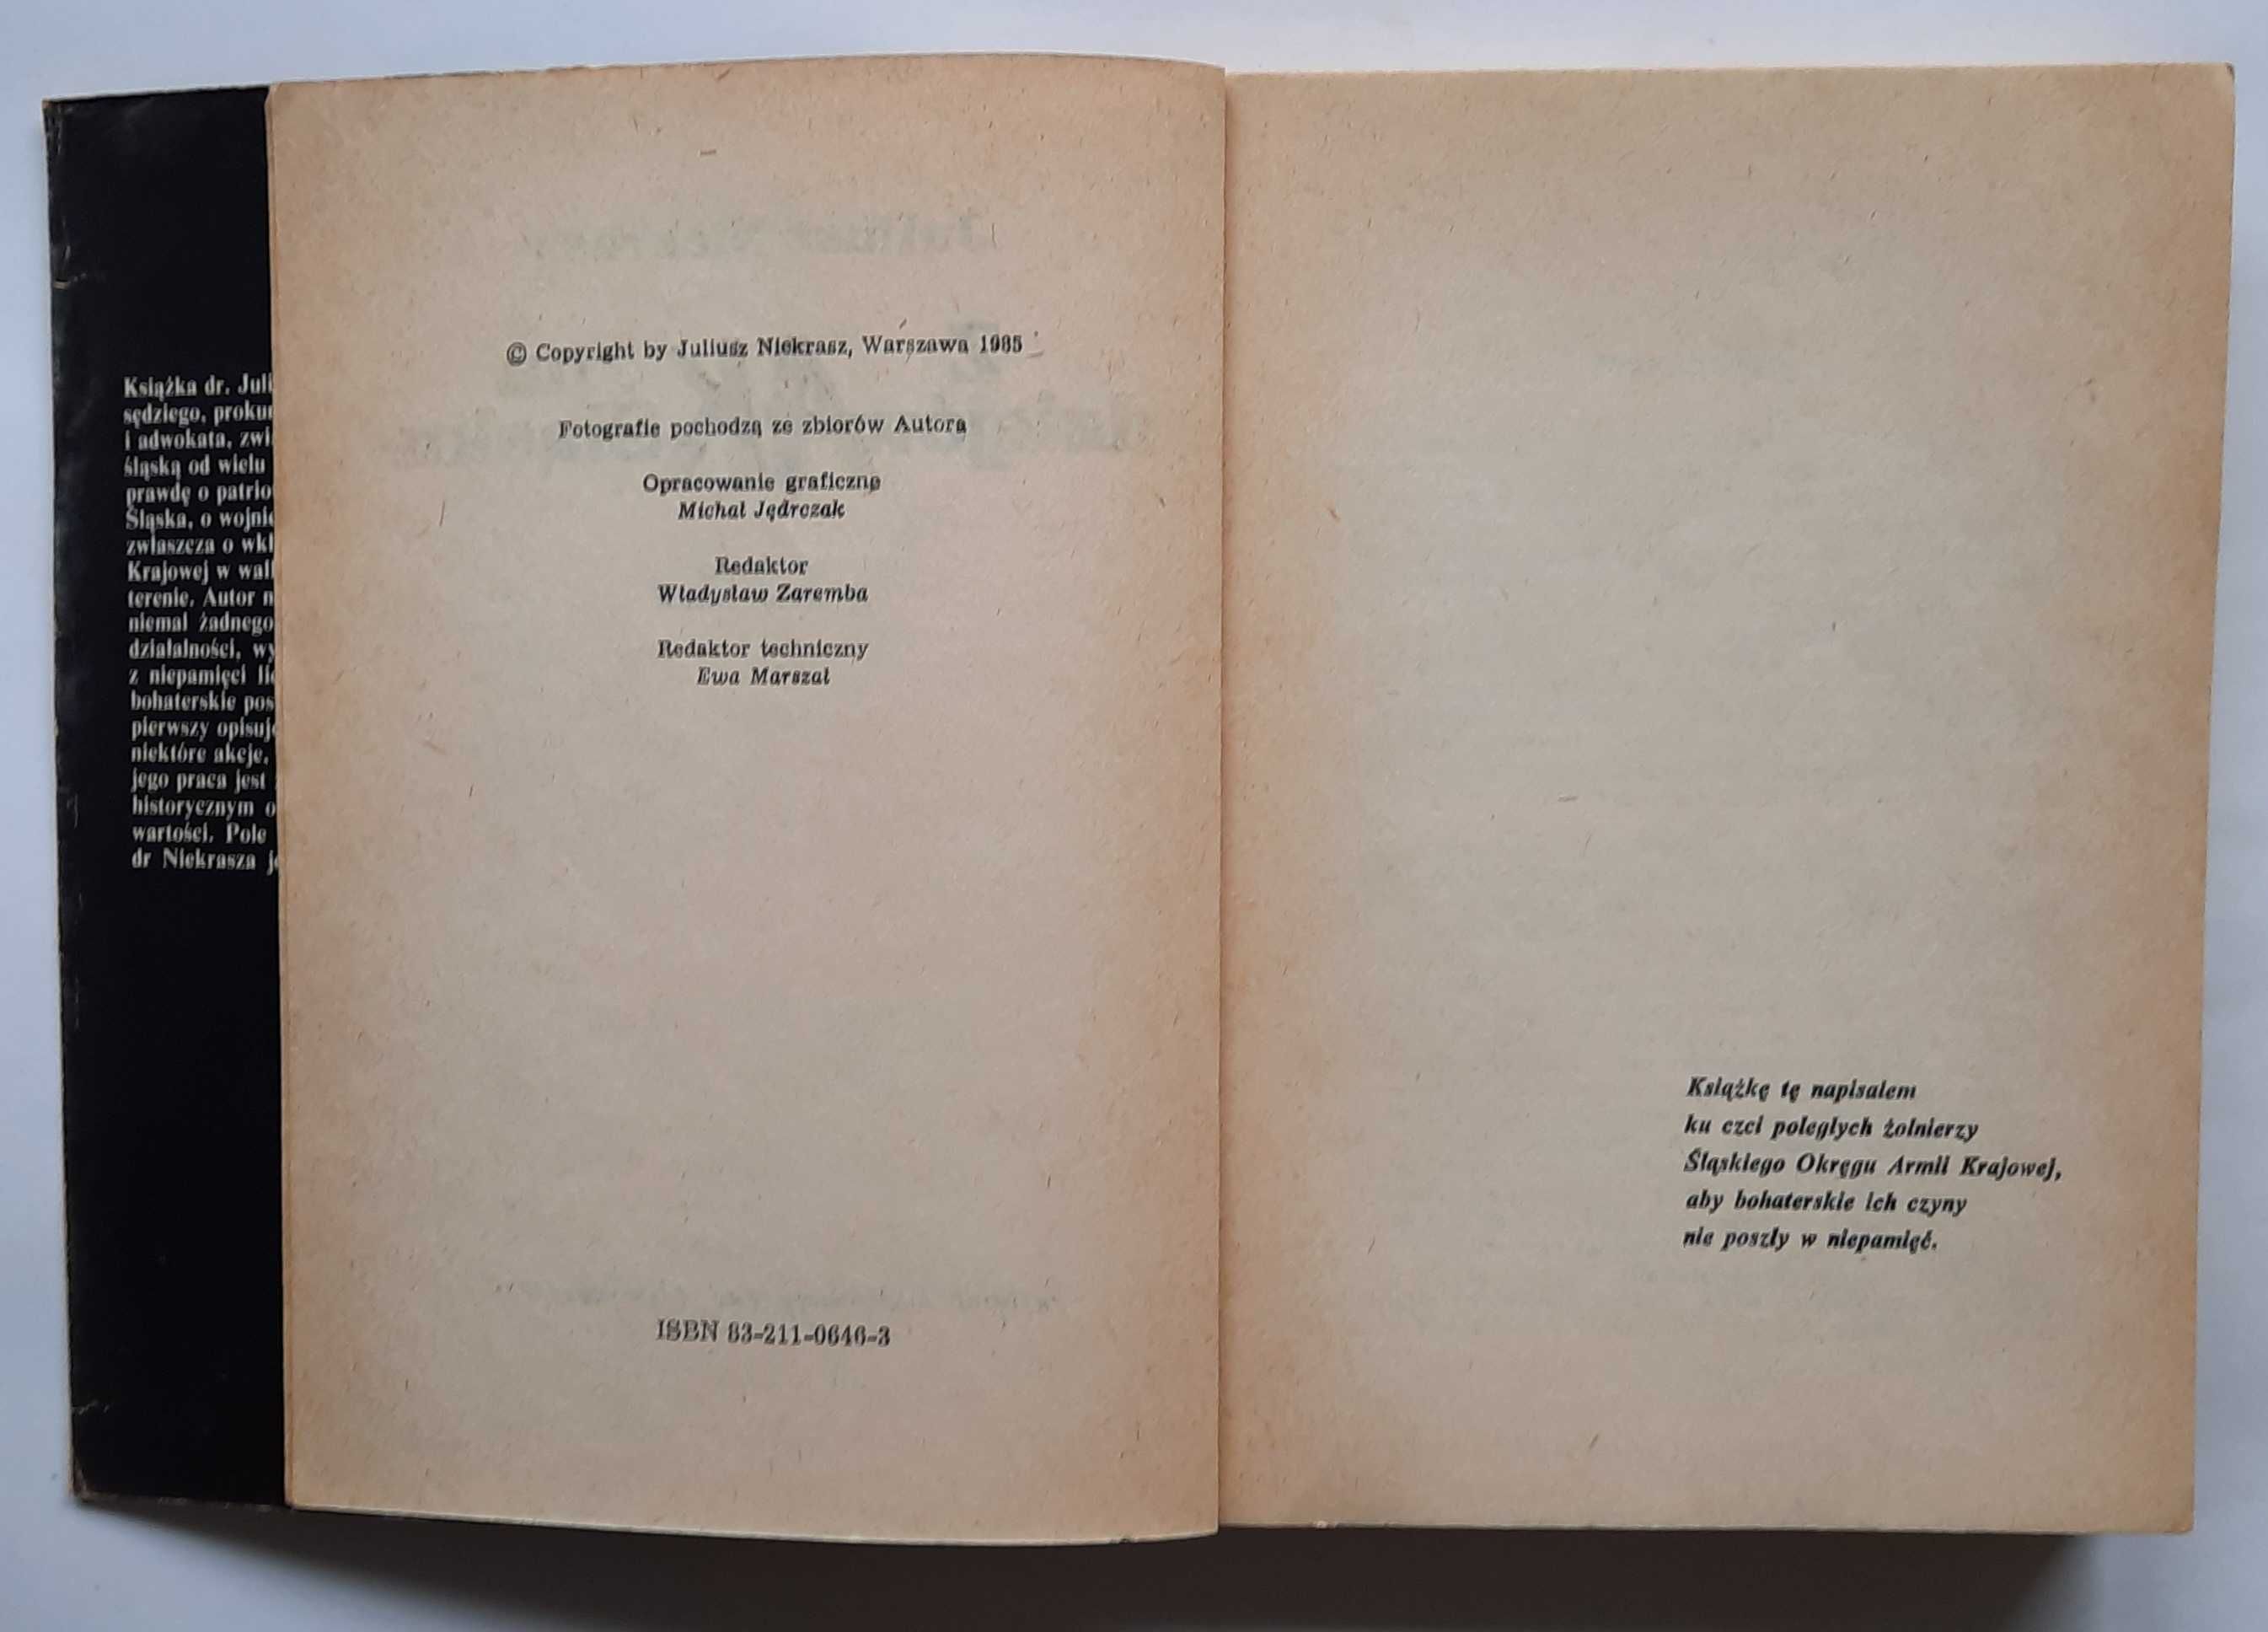 Książka dr. Juli
sędziego, prokur
i adwokata, zwi
śląską od wielu
prawdę o patrio
Śląska, o wojnie
zwłaszcza o wkł
Krajowej w wal
terenie. Autor n
niemal żadnego
działalności, wy
z niepamięci li
bohaterskie pos
pierwszy opisuje
niektóre akcje.
jego praca jest
historycznym o
wartości. Pole
dr Niekrasza je
© Copyright by Juliusz Niekrasz, Warszawa 1985
Fotografie pochodzą ze zbiorów Autora
Opracowanie graficzne
Michał Jędrczak
Redaktor
Władysław Zaremba
Redaktor techniczny
Ewa Marszał
ISBN 83-211-0646-3
Książkę tę napisałem
ku czci poległych żołnierzy
Śląskiego Okręgu Armii Krajowej,
aby bohaterskie ich czyny
nie poszły w niepamięć.